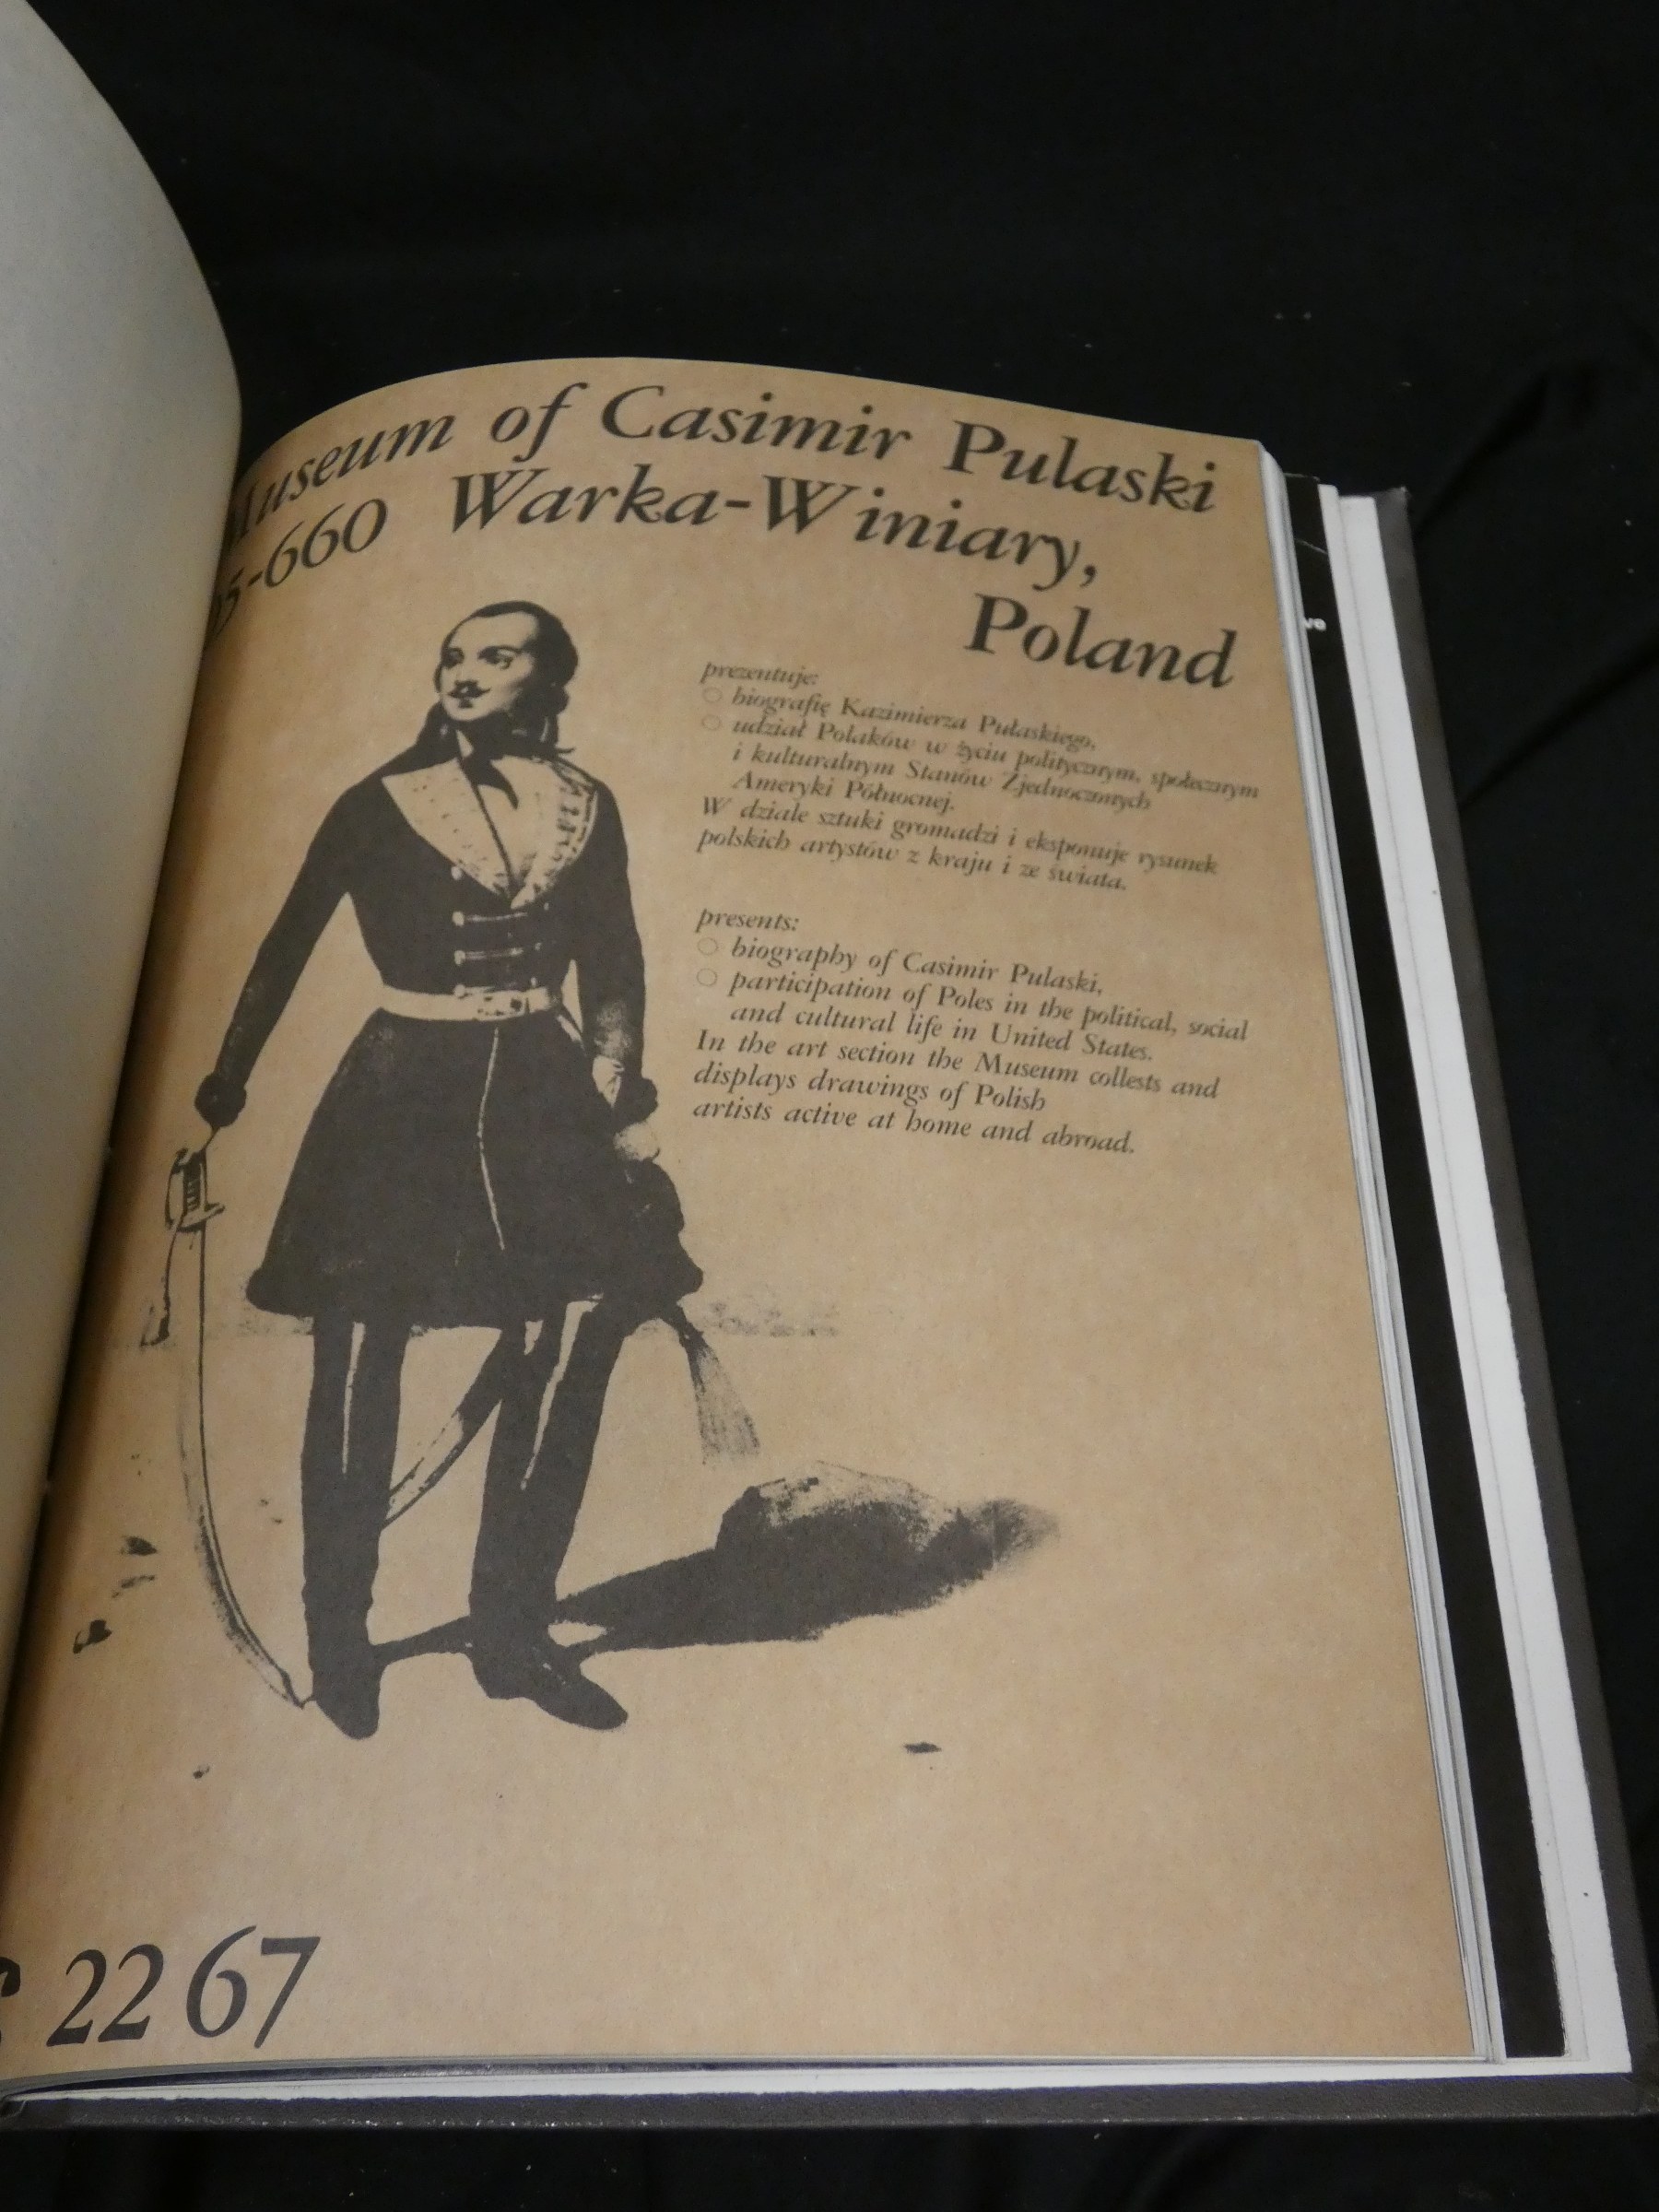 Museum of Casimir Pulaski
05-660 Warka-Winiary,
Poland
prezentuje:
biografię Kazimierza Pułaskiego,
udział Polaków w życiu politycznym, społecznym
i kulturalnym Stanów Zjednoczonych
Ameryki Północnej.
W dziale sztuki gromadzi i eksponuje rysunek
polskich artystów z kraju i ze świata.
presents:
biography of Casimir Pulaski,
participation of Poles in the political, social
and cultural life in United States.
In the art section the Museum collests and
displays drawings of Polish
artists active at home and abroad.
22 67
ve